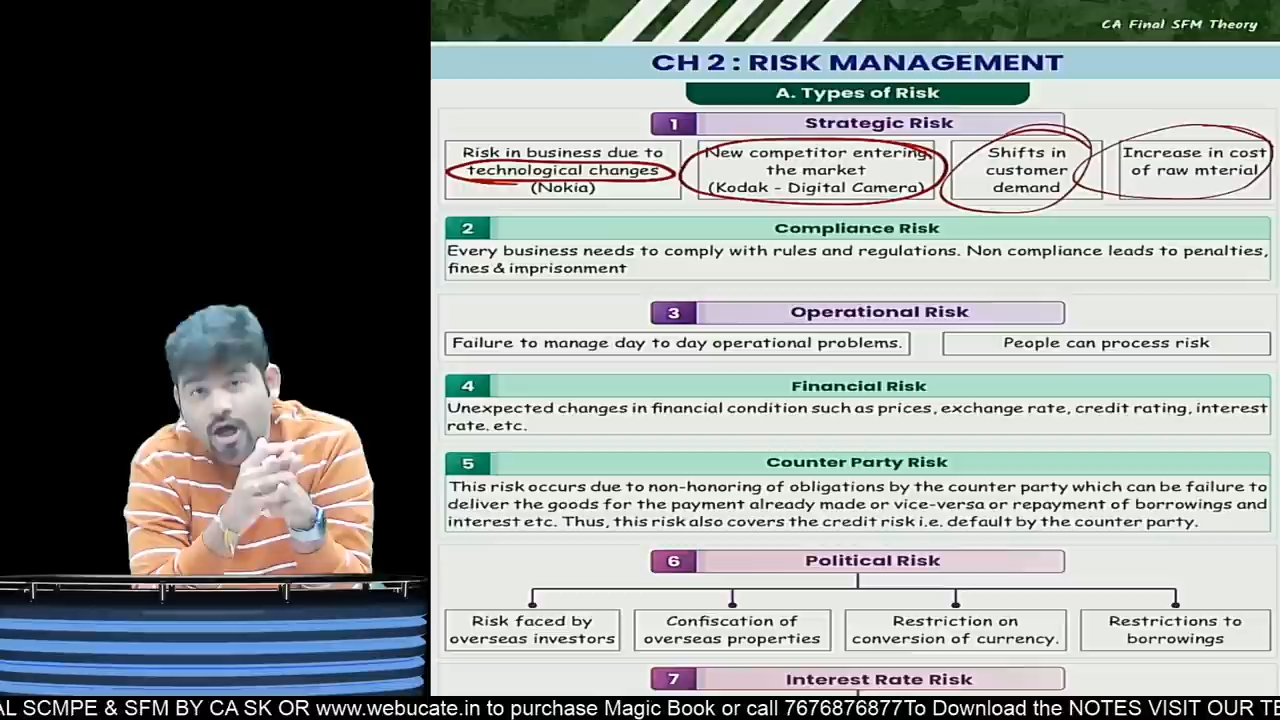 CA Final SFM Theory
CH 2 : RISK MANAGEMENT
A. Types of Risk
1 Strategic Risk
Risk in business due to
technological changes
(Nokia)
New competitor entering
the market
(Kodak - Digital Camera)
Shifts in
customer
demand
Increase in cost
of raw mterial
2 Compliance Risk
Every business needs to comply with rules and regulations. Non compliance leads to penalties,
fines & imprisonment
3 Operational Risk
Failure to manage day to day operational problems.
People can process risk
4 Financial Risk
Unexpected changes in financial condition such as prices, exchange rate, credit rating, interest
rate. etc.
5 Counter Party Risk
This risk occurs due to non-honoring of obligations by the counter party which can be failure to
deliver the goods for the payment already made or vice-versa or repayment of borrowings and
interest etc. Thus, this risk also covers the credit risk i.e. default by the counter party.
6 Political Risk
Risk faced by
overseas investors
Confiscation of
overseas properties
Restriction on
conversion of currency.
Restrictions to
borrowings
7 Interest Rate Risk
AL SCMPE & SFM BY CA SK OR www.webucate.in to purchase Magic Book or call 7676876877To Download the NOTES VISIT OUR TE